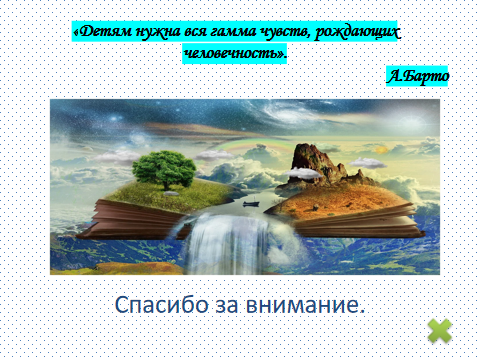 «Детям нужна вся гамма чувств, рождающих
человечность».
А.Барто
Спасибо за внимание.